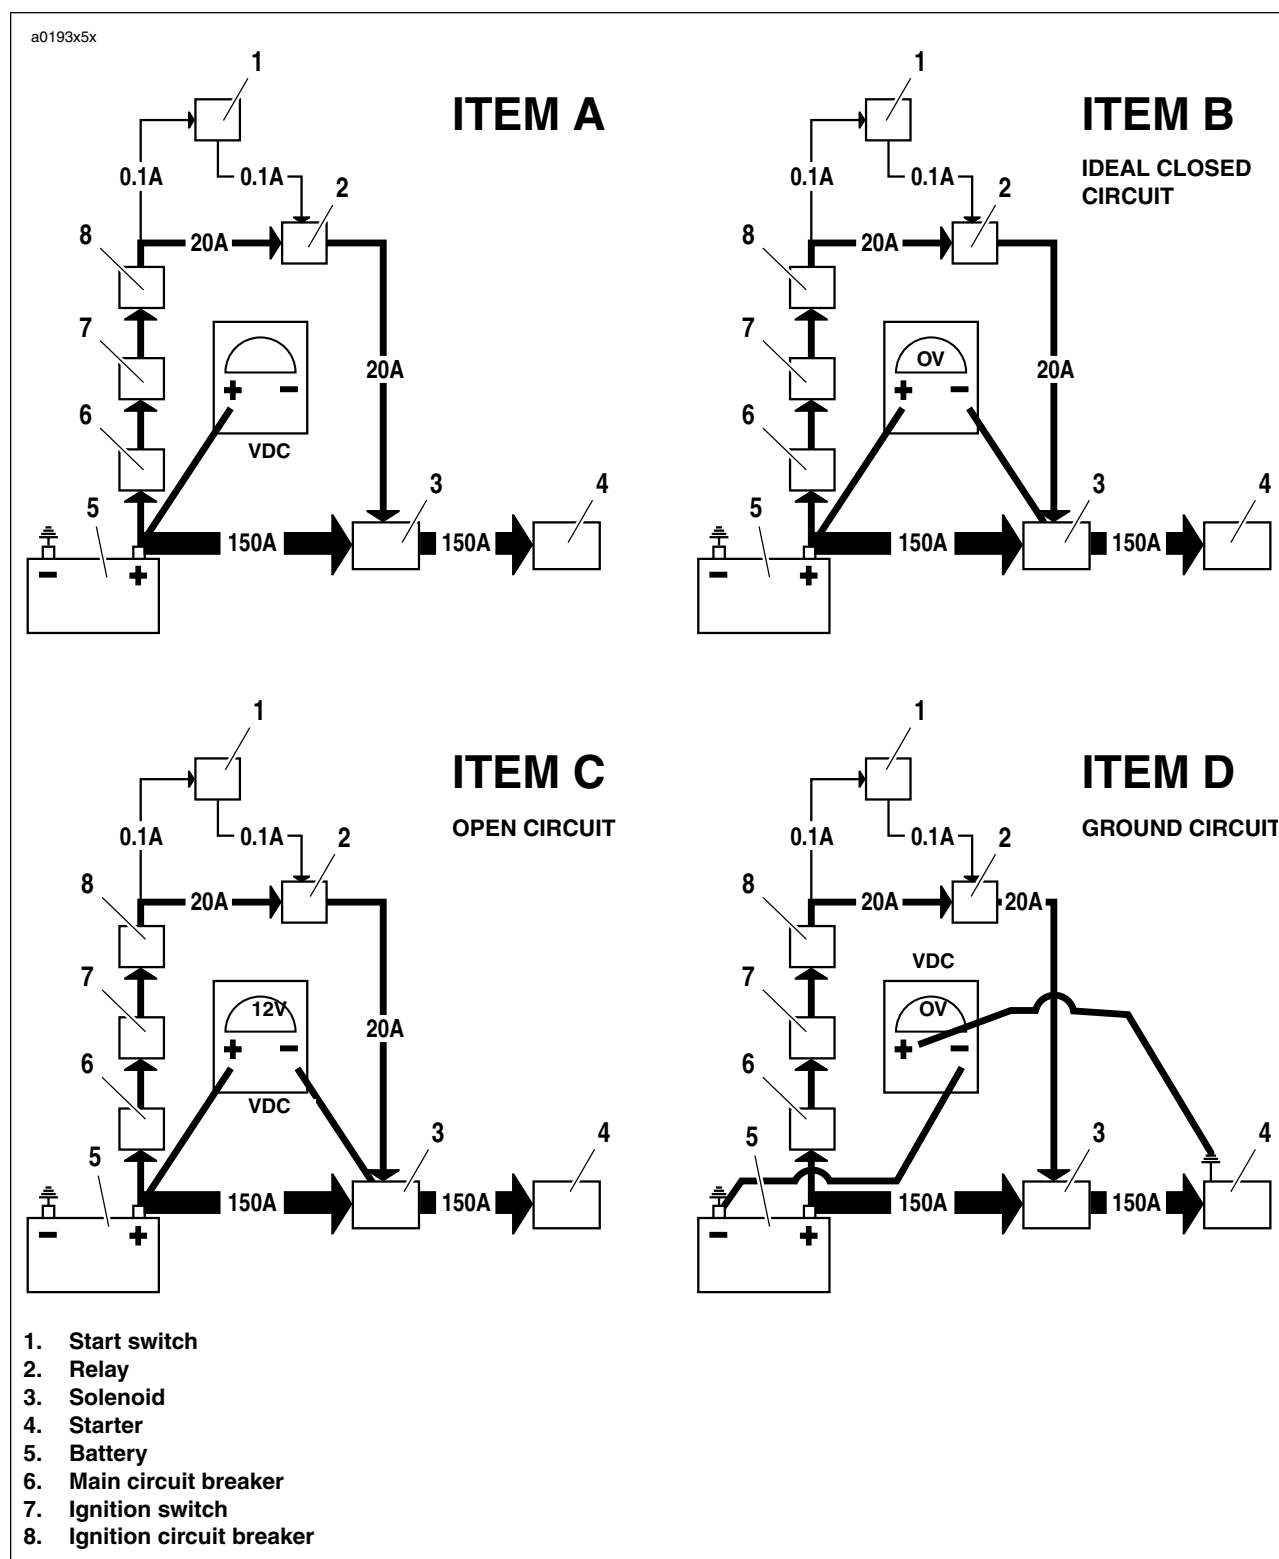 a0193x5x
1
ITEM A
0.1A
0.1A
2
8
20A
7
20A
6
+ −
VDC
5
3
4
150A
150A
− +
1
ITEM B
IDEAL CLOSED
CIRCUIT
0.1A
0.1A
2
8
20A
7
0V
20A
6
+ −
5
3
4
150A
150A
− +
1
ITEM C
OPEN CIRCUIT
0.1A
0.1A
2
8
20A
7
12V
20A
6
+ −
VDC
5
3
4
150A
150A
− +
1
ITEM D
GROUND CIRCUIT
0.1A
0.1A
2
8
20A
20A
VDC
7
0V
6
+ −
5
3
4
150A
150A
− +
1. Start switch
2. Relay
3. Solenoid
4. Starter
5. Battery
6. Main circuit breaker
7. Ignition switch
8. Ignition circuit breaker